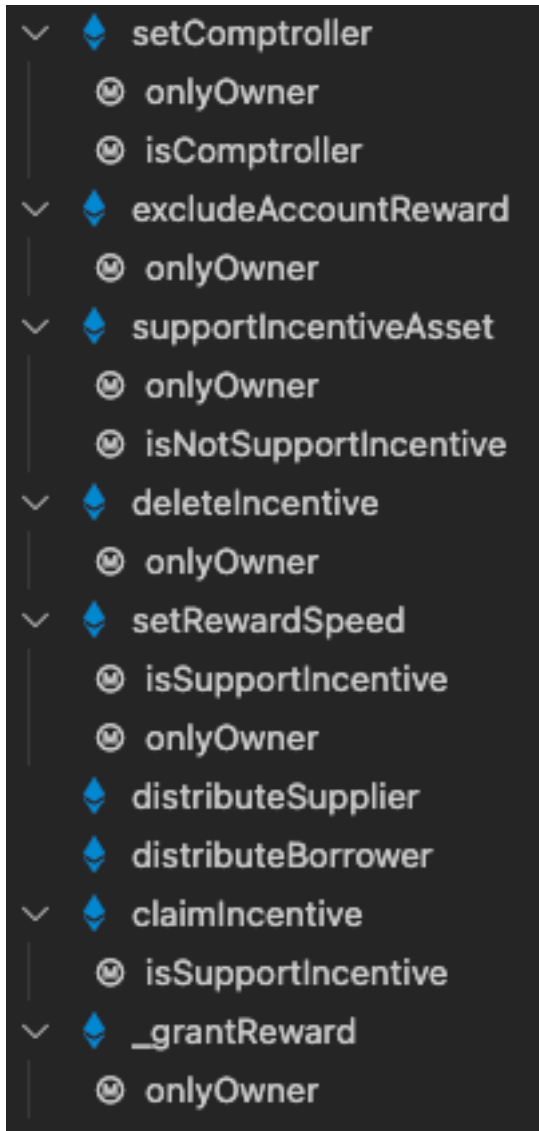 setComptroller
onlyOwner
isComptroller
excludeAccountReward
onlyOwner
supportIncentiveAsset
onlyOwner
isNotSupportIncentive
deleteIncentive
onlyOwner
setRewardSpeed
isSupportIncentive
onlyOwner
distributeSupplier
distributeBorrower
claimIncentive
isSupportIncentive
_grantReward
onlyOwner